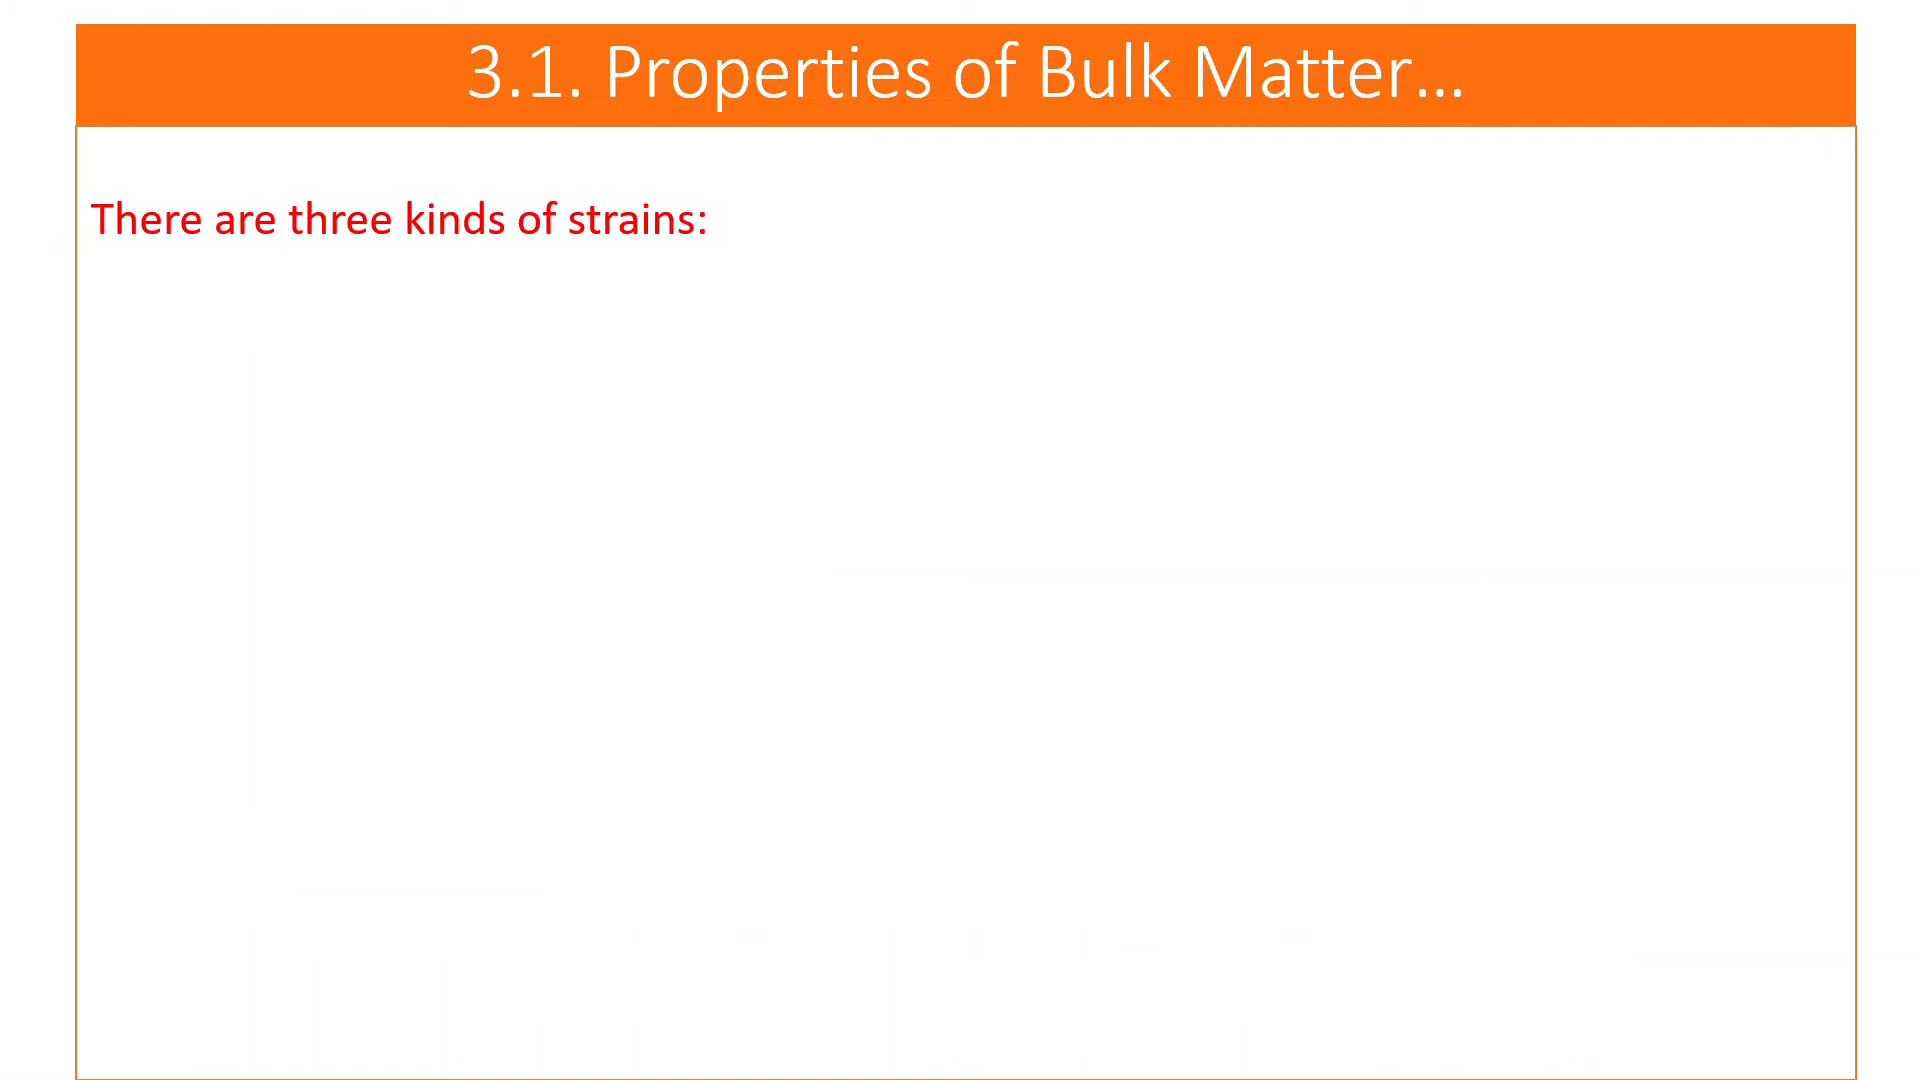 3.1. Properties of Bulk Matter...
There are three kinds of strains: